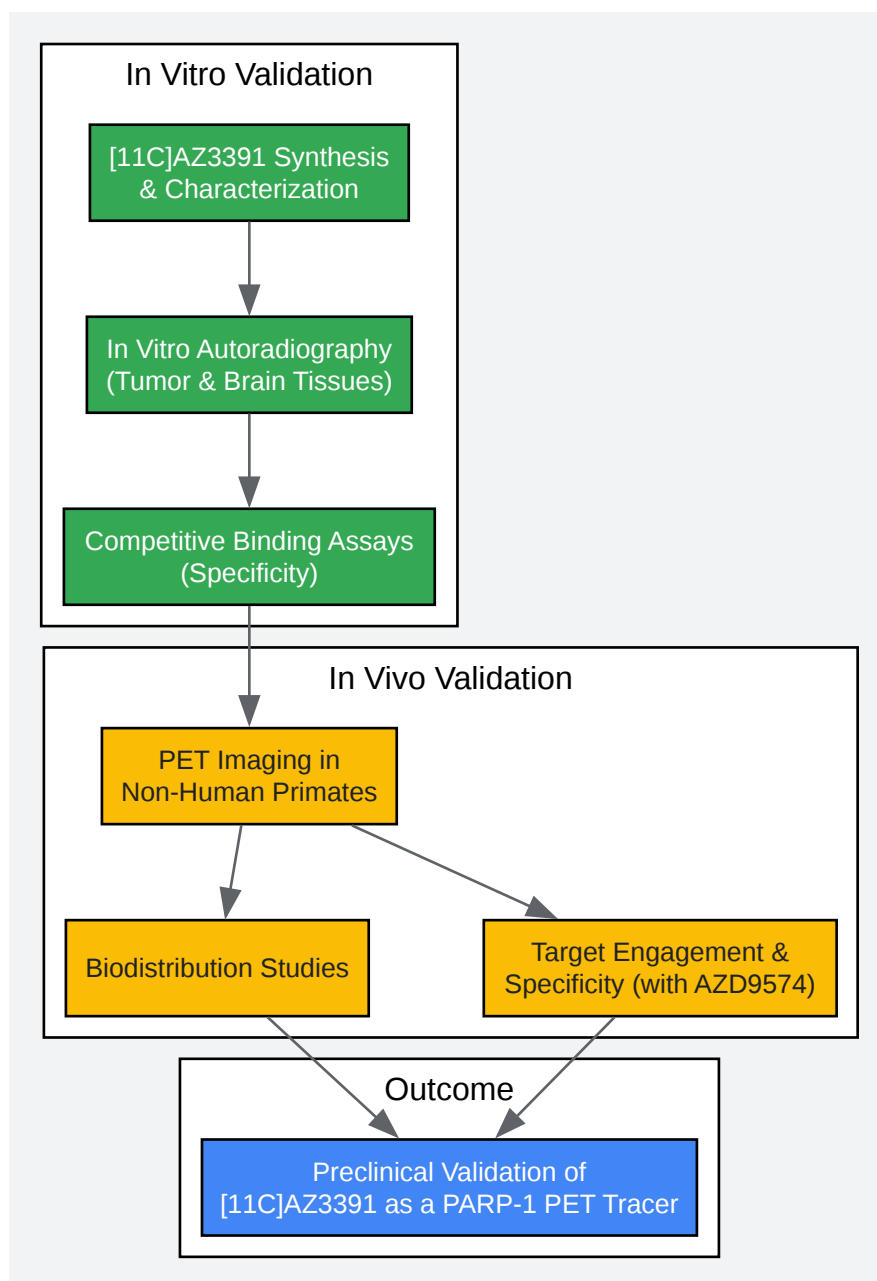 In Vitro Validation
[11C]AZ3391 Synthesis
& Characterization
In Vitro Autoradiography
(Tumor & Brain Tissues)
Competitive Binding Assays
(Specificity)
In Vivo Validation
PET Imaging in
Non-Human Primates
Biodistribution Studies
Target Engagement &
Specificity (with AZD9574)
Outcome
Preclinical Validation of
[11C]AZ3391 as a PARP-1 PET Tracer